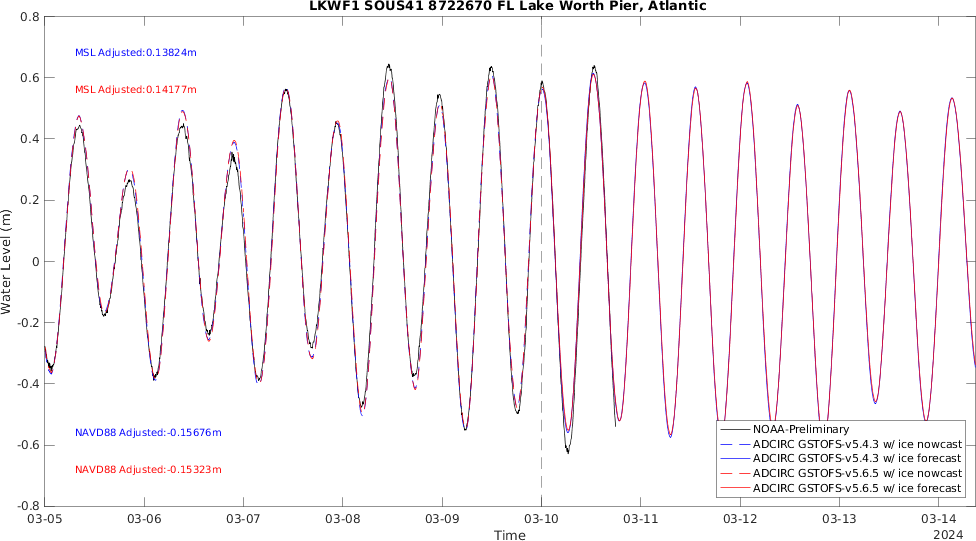 LKWF1 SOUS41 8722670 FL Lake Worth Pier, Atlantic
0.8
0.6
0.4
0.2
0
-0.2
-0.4
-0.6
-0.8
Water Level (m)
MSL Adjusted:0.13824m
MSL Adjusted:0.14177m
NAVD88 Adjusted:-0.15676m
NAVD88 Adjusted:-0.15323m
NOAA-Preliminary
ADCIRC GSTOFS-v5.4.3 w/ ice nowcast
ADCIRC GSTOFS-v5.4.3 w/ ice forecast
ADCIRC GSTOFS-v5.6.5 w/ ice nowcast
ADCIRC GSTOFS-v5.6.5 w/ ice forecast
03-05 03-06 03-07 03-08 03-09 03-10 03-11 03-12 03-13 03-14
Time
2024